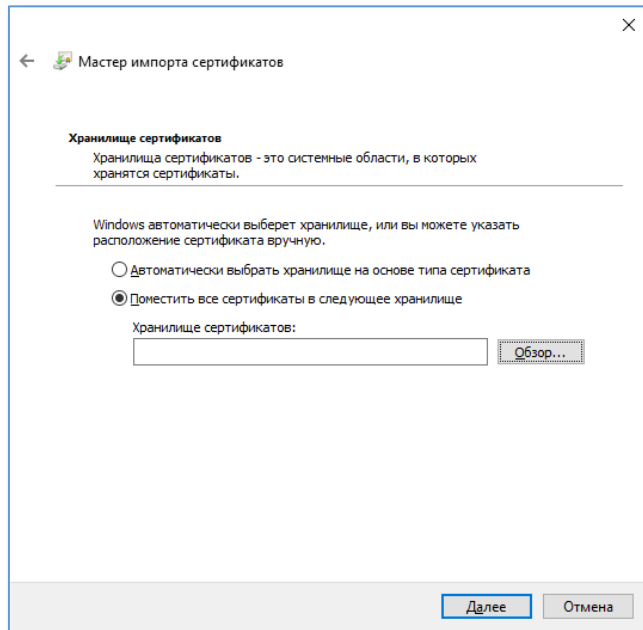 Мастер импорта сертификатов
Хранилище сертификатов
Хранилища сертификатов - это системные области, в которых
хранятся сертификаты.
Windows автоматически выберет хранилище, или вы можете указать
расположение сертификата вручную.
Автоматически выбрать хранилище на основе типа сертификата
Поместить все сертификаты в следующее хранилище
Хранилище сертификатов:
Обзор...
Далее
Отмена